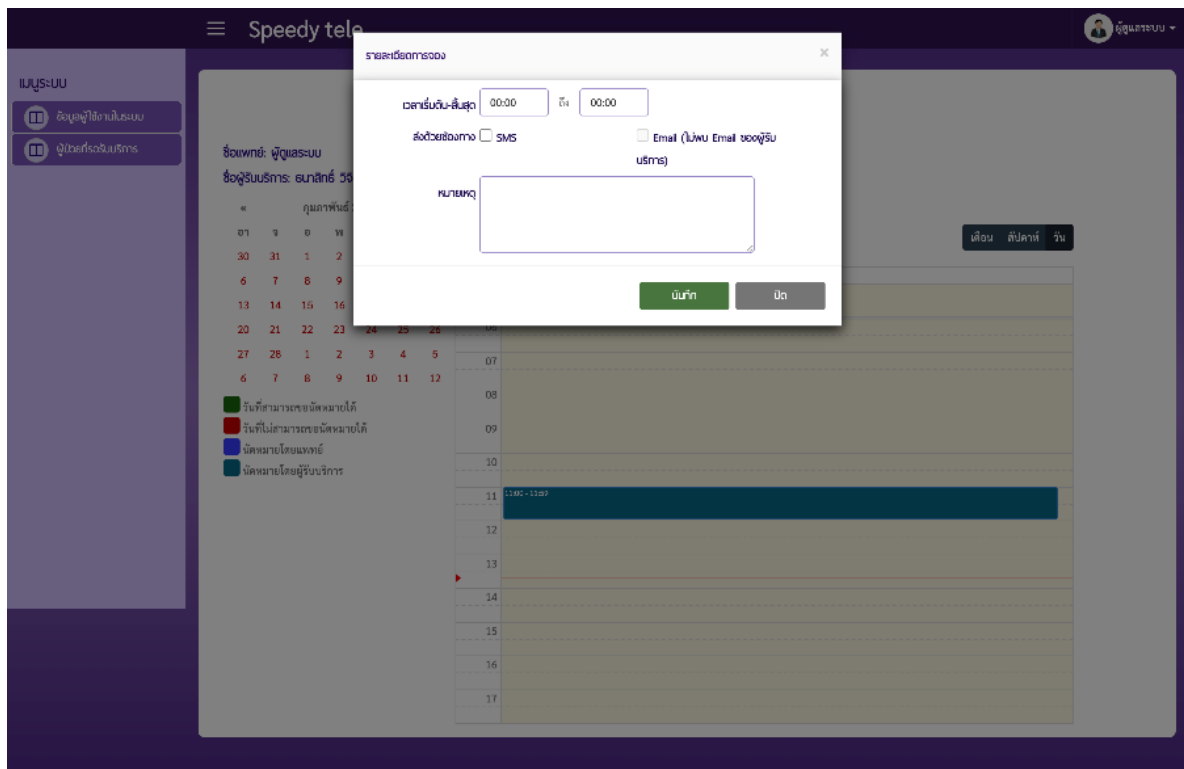 Speedy tele
ผู้ดูแลระบบ
เมนูระบบ
ข้อมูลผู้ใช้งานในระบบ
ผู้ป่วยที่รอรับบริการ
รายละเอียดการจอง
×
เวลาเริ่มต้น-สิ้นสุด 00:00 ถึง 00:00
ส่งด้วยช่องทาง SMS Email (ไม่พบ Email ของผู้รับ
บริการ)
หมายเหตุ
บันทึก ปิด
ชื่อแพทย์: ผู้ดูแลระบบ
ชื่อผู้รับบริการ: ธนาสิทธิ์
« กุมภาพันธ์
อา จ อ พ
30 31 1 2
6 7 8 9
13 14 15 16
20 21 22 23 24 25 26
27 28 1 2 3 4 5
6 7 8 9 10 11 12
วันที่สามารถขอนัดหมายได้
วันที่ไม่สามารถขอนัดหมายได้
นัดหมายโดยแพทย์
นัดหมายโดยผู้รับบริการ
เดือน สัปดาห์ วัน
06
07
08
09
10
11
12
13
14
15
16
17